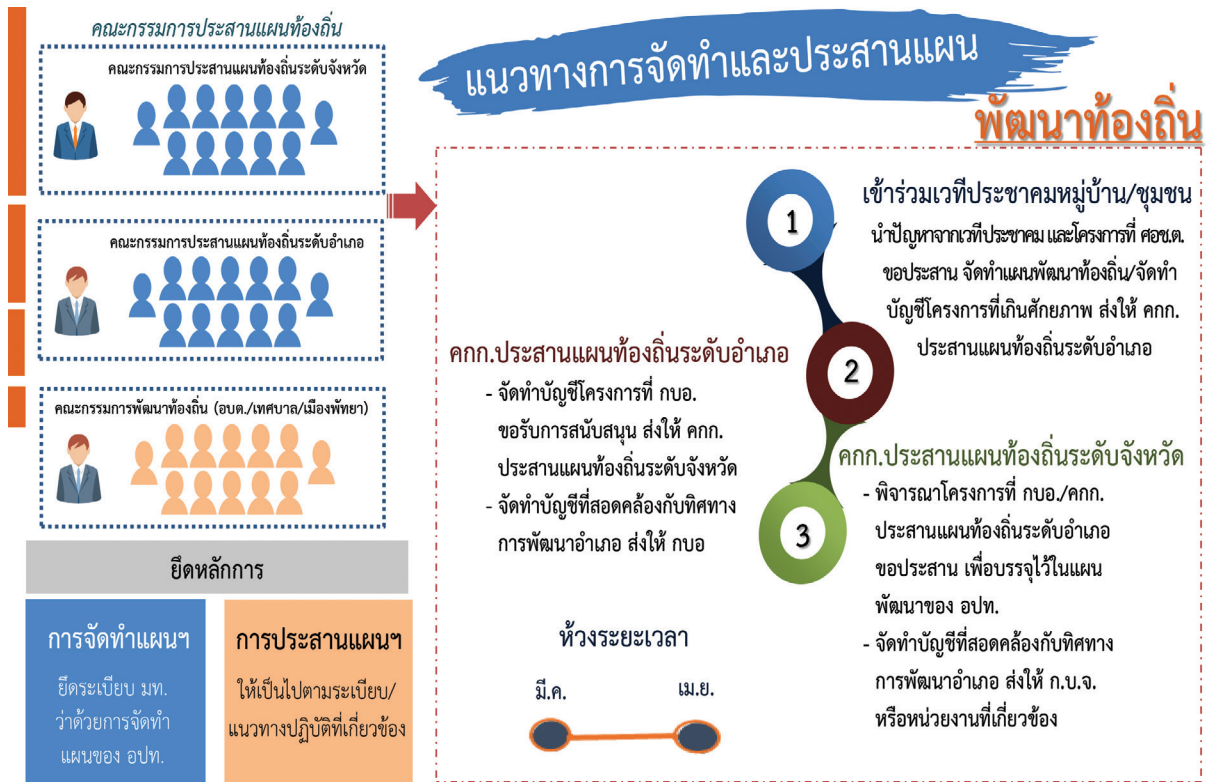 คณะกรรมการประสานแผนท้องถิ่น
คณะกรรมการประสานแผนท้องถิ่นระดับจังหวัด
คณะกรรมการประสานแผนท้องถิ่นระดับอำเภอ
คณะกรรมการพัฒนาท้องถิ่น (อบต./เทศบาล/เมืองพัทยา)
ยึดหลักการ
การจัดทำแผนฯ
ยึดระเบียบ มท.
ว่าด้วยการจัดทำ
แผนของ อปท.
การประสานแผนฯ
ให้เป็นไปตามระเบียบ/
แนวทางปฏิบัติที่เกี่ยวข้อง
แนวทางการจัดทำและประสานแผน
พัฒนาท้องถิ่น
1
เข้าร่วมเวทีประชาคมหมู่บ้าน/ชุมชน
นำปัญหาจากเวทีประชาคม และโครงการที่ ศอช.ต.
ขอประสาน จัดทำแผนพัฒนาท้องถิ่น/จัดทำ
บัญชีโครงการที่เกินศักยภาพ ส่งให้ คกก.
ประสานแผนท้องถิ่นระดับอำเภอ
2
คกก.ประสานแผนท้องถิ่นระดับอำเภอ
- จัดทำบัญชีโครงการที่ กบอ.
ขอรับการสนับสนุน ส่งให้ คกก.
ประสานแผนท้องถิ่นระดับจังหวัด
- จัดทำบัญชีที่สอดคล้องกับทิศทาง
การพัฒนาอำเภอ ส่งให้ กบอ
3
คกก.ประสานแผนท้องถิ่นระดับจังหวัด
- พิจารณาโครงการที่ กบอ./คกก.
ประสานแผนท้องถิ่นระดับอำเภอ
ขอประสาน เพื่อบรรจุไว้ในแผน
พัฒนาของ อปท.
- จัดทำบัญชีที่สอดคล้องกับทิศทาง
การพัฒนาอำเภอ ส่งให้ ก.บ.จ.
หรือหน่วยงานที่เกี่ยวข้อง
ห้วงระยะเวลา
มี.ค. เม.ย.